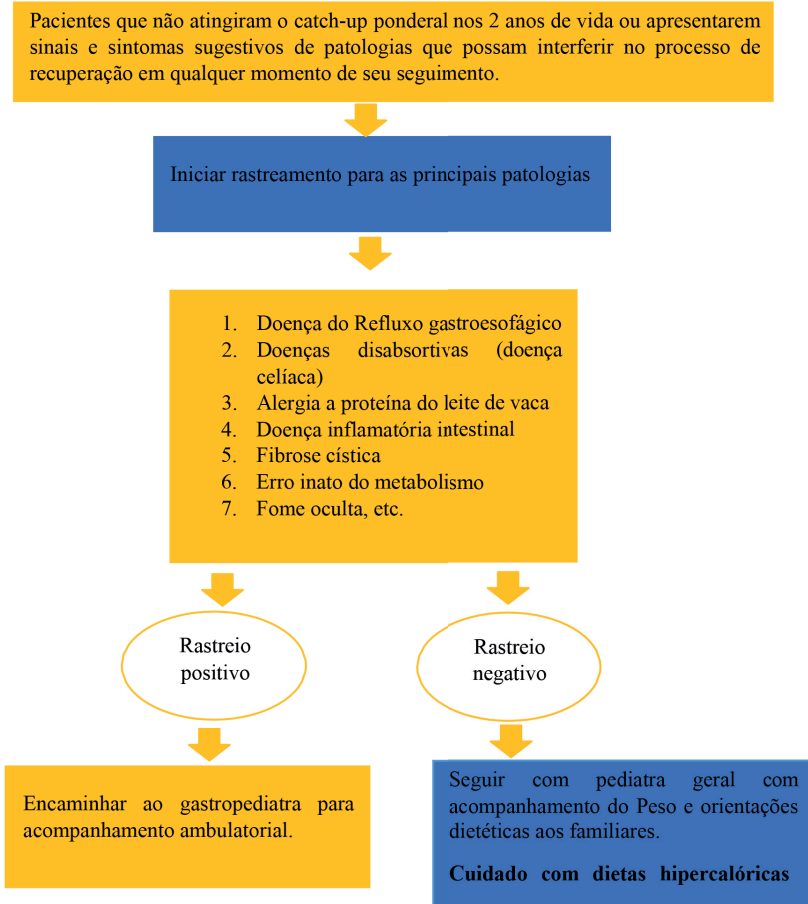 Pacientes que não atingiram o catch-up ponderal nos 2 anos de vida ou apresentarem
sinais e sintomas sugestivos de patologias que possam interferir no processo de
recuperação em qualquer momento de seu seguimento.
Iniciar rastreamento para as principais patologias
1. Doença do Refluxo gastroesofágico
2. Doenças disabsortivas (doença
celíaca)
3. Alergia a proteína do leite de vaca
4. Doença inflamatória intestinal
5. Fibrose cística
6. Erro inato do metabolismo
7. Fome oculta, etc.
Rastreio
positivo
Rastreio
negativo
Encaminhar ao gastropediatra para
acompanhamento ambulatorial.
Seguir com pediatra geral com
acompanhamento do Peso e orientações
dietéticas aos familiares.
Cuidado com dietas hipercalóricas